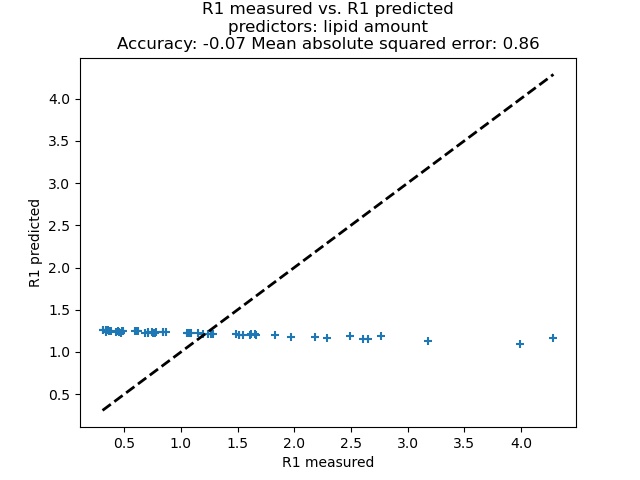 R1 measured vs. R1 predicted
predictors: lipid amount
Accuracy: -0.07 Mean absolute squared error: 0.86
4.0
3.5
3.0
2.5
2.0
1.5
1.0
0.5
R1 predicted
0.5 1.0 1.5 2.0 2.5 3.0 3.5 4.0
R1 measured